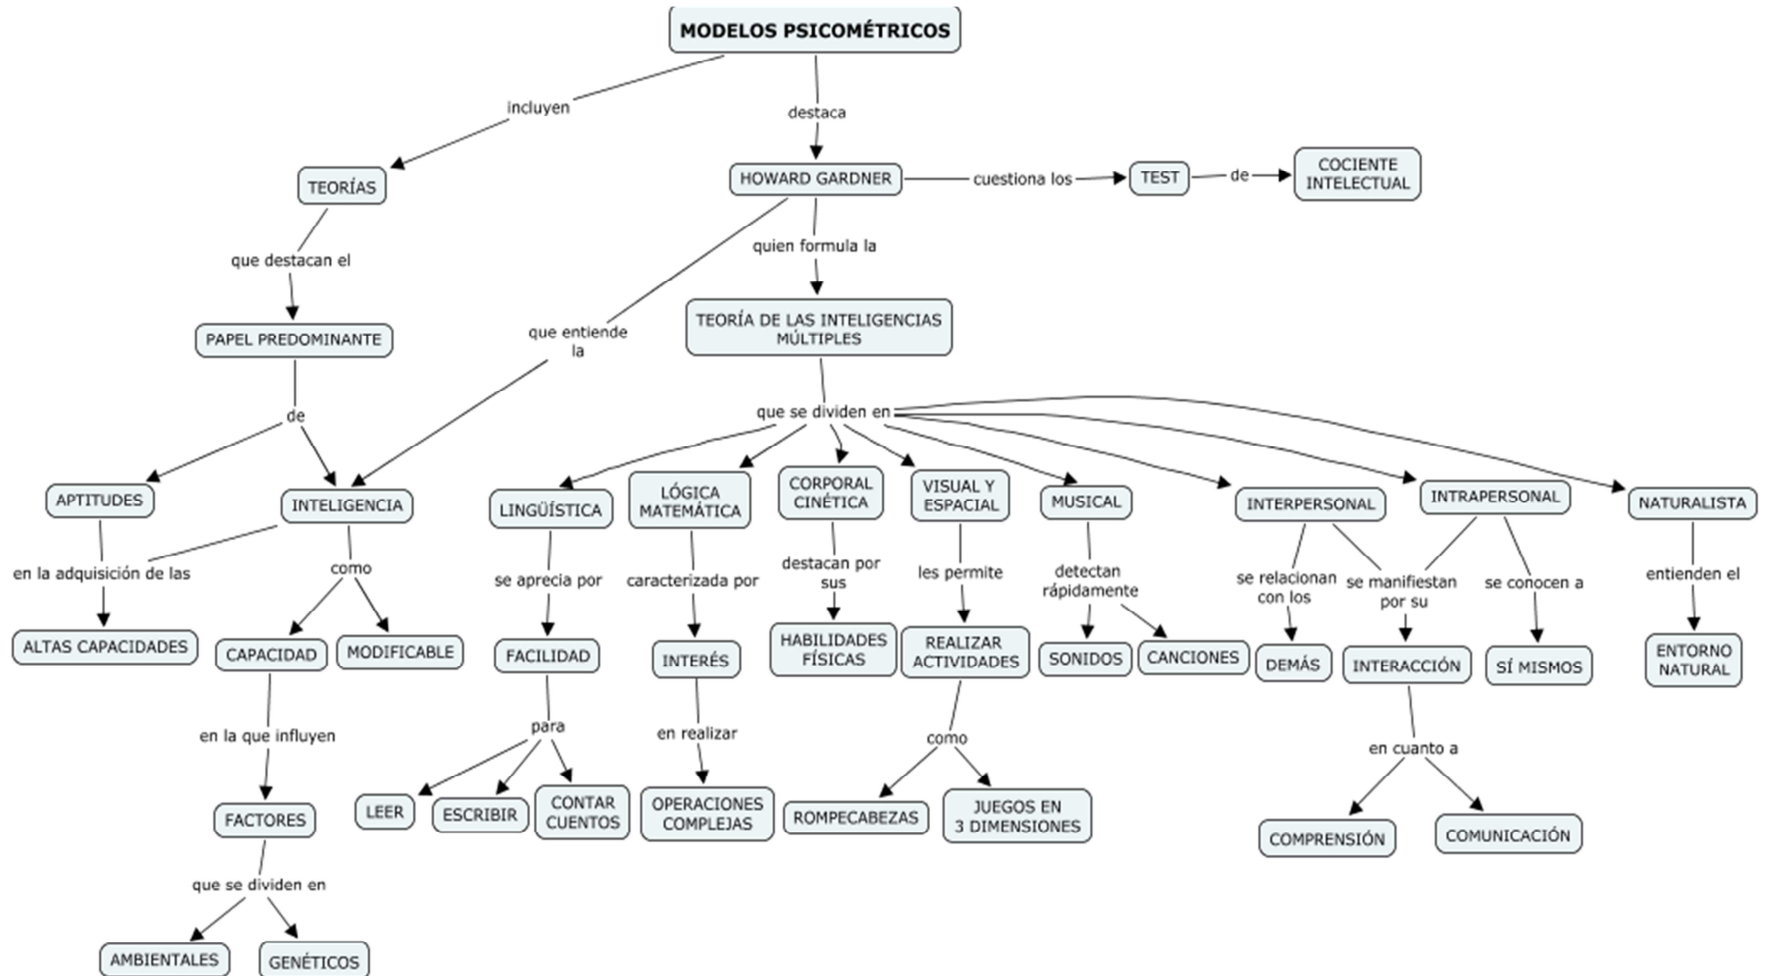 MODELOS PSICOMÉTRICOS
incluyen
destaca
TEORÍAS
HOWARD GARDNER
cuestiona los
TEST
de
COCIENTE
INTELECTUAL
que destacan el
quien formula la
PAPEL PREDOMINANTE
que entiende
la
TEORÍA DE LAS INTELIGENCIAS
MÚLTIPLES
de
que se dividen en
APTITUDES
INTELIGENCIA
LINGÜÍSTICA
LÓGICA
MATEMÁTICA
CORPORAL
CINÉTICA
VISUAL Y
ESPACIAL
MUSICAL
INTERPERSONAL
INTRAPERSONAL
NATURALISTA
en la adquisición de las
como
se aprecia por
caracterizada por
destacan por
sus
les permite
detectan
rápidamente
se relacionan
con los
se manifiestan
por su
se conocen a
entienden el
ALTAS CAPACIDADES
CAPACIDAD
MODIFICABLE
FACILIDAD
INTERÉS
HABILIDADES
FÍSICAS
REALIZAR
ACTIVIDADES
SONIDOS
CANCIONES
DEMÁS
INTERACCIÓN
SÍ MISMOS
ENTORNO
NATURAL
en la que influyen
para
en realizar
como
en cuanto a
FACTORES
LEER
ESCRIBIR
CONTAR
CUENTOS
OPERACIONES
COMPLEJAS
ROMPECABEZAS
JUEGOS EN
3 DIMENSIONES
COMPRENSIÓN
COMUNICACIÓN
que se dividen en
AMBIENTALES
GENÉTICOS